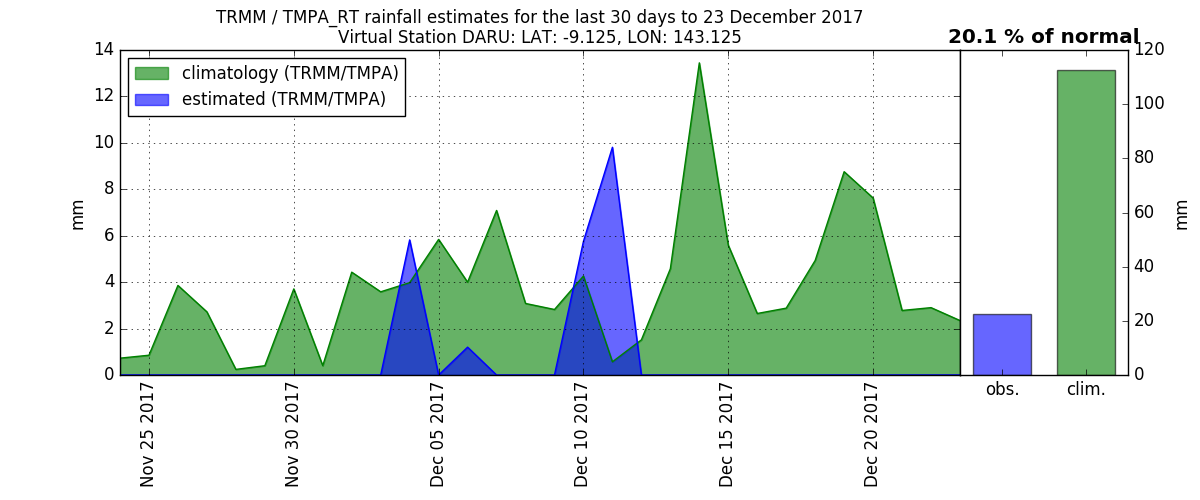 TRMM / TMPA_RT rainfall estimates for the last 30 days to 23 December 2017
Virtual Station DARU: LAT: -9.125, LON: 143.125
20.1 % of normal
climatology (TRMM/TMPA)
estimated (TRMM/TMPA)
14
12
10
8
6
4
2
0
mm
Nov 25 2017
Nov 30 2017
Dec 05 2017
Dec 10 2017
Dec 15 2017
Dec 20 2017
120
100
80
60
40
20
0
mm
obs.
clim.